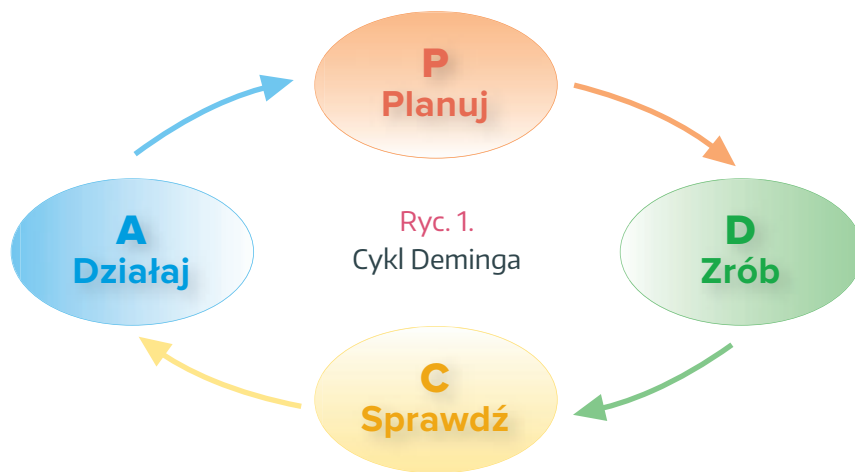 P
Planuj
A
Działaj
Ryc. 1.
Cykl Deminga
D
Zrób
C
Sprawdź